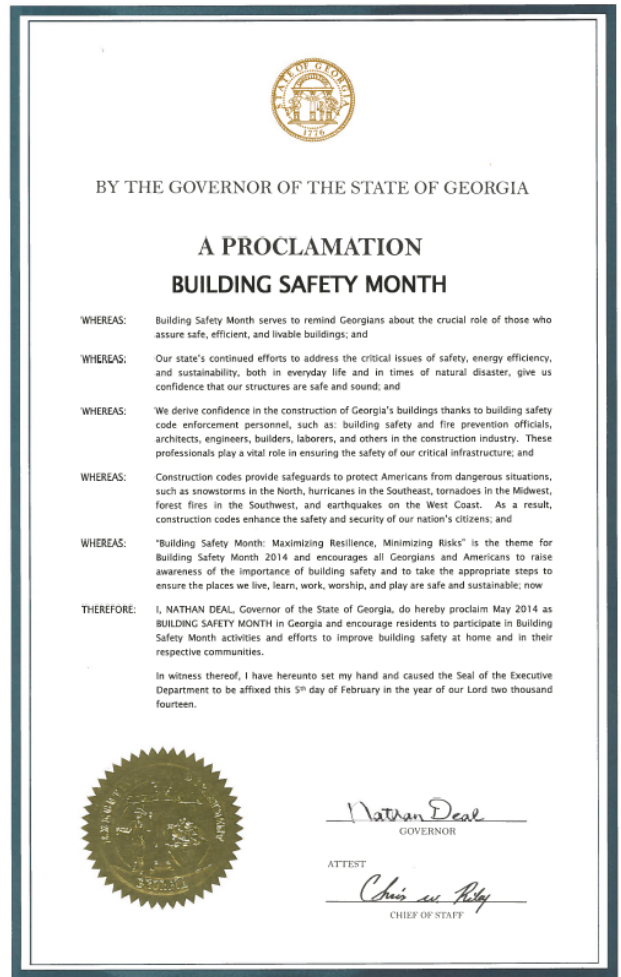 STATE OF GEORGIA
1776
BY THE GOVERNOR OF THE STATE OF GEORGIA
A PROCLAMATION
BUILDING SAFETY MONTH
WHEREAS: Building Safety Month serves to remind Georgians about the crucial role of those who
assure safe, efficient, and livable buildings; and
WHEREAS: Our state's continued efforts to address the critical issues of safety, energy efficiency,
and sustainability, both in everyday life and in times of natural disaster, give us
confidence that our structures are safe and sound; and
WHEREAS: We derive confidence in the construction of Georgia's buildings thanks to building safety
code enforcement personnel, such as: building safety and fire prevention officials,
architects, engineers, builders, laborers, and others in the construction industry. These
professionals play a vital role in ensuring the safety of our critical infrastructure; and
WHEREAS: Construction codes provide safeguards to protect Americans from dangerous situations,
such as snowstorms in the North, hurricanes in the Southeast, tornadoes in the Midwest,
forest fires in the Southwest, and earthquakes on the West Coast. As a result,
construction codes enhance the safety and security of our nation's citizens; and
WHEREAS: "Building Safety Month: Maximizing Resilience, Minimizing Risks" is the theme for
Building Safety Month 2014 and encourages all Georgians and Americans to raise
awareness of the importance of building safety and to take the appropriate steps to
ensure the places we live, learn, work, worship, and play are safe and sustainable; now
THEREFORE: I, NATHAN DEAL, Governor of the State of Georgia, do hereby proclaim May 2014 as
BUILDING SAFETY MONTH in Georgia and encourage residents to participate in Building
Safety Month activities and efforts to improve building safety at home and in their
respective communities.
In witness thereof, I have hereunto set my hand and caused the Seal of the Executive
Department to be affixed this 5th day of February in the year of our Lord two thousand
fourteen.
Nathan Deal
GOVERNOR
ATTEST
Chris W. Riley
CHIEF OF STAFF
GEORGIA